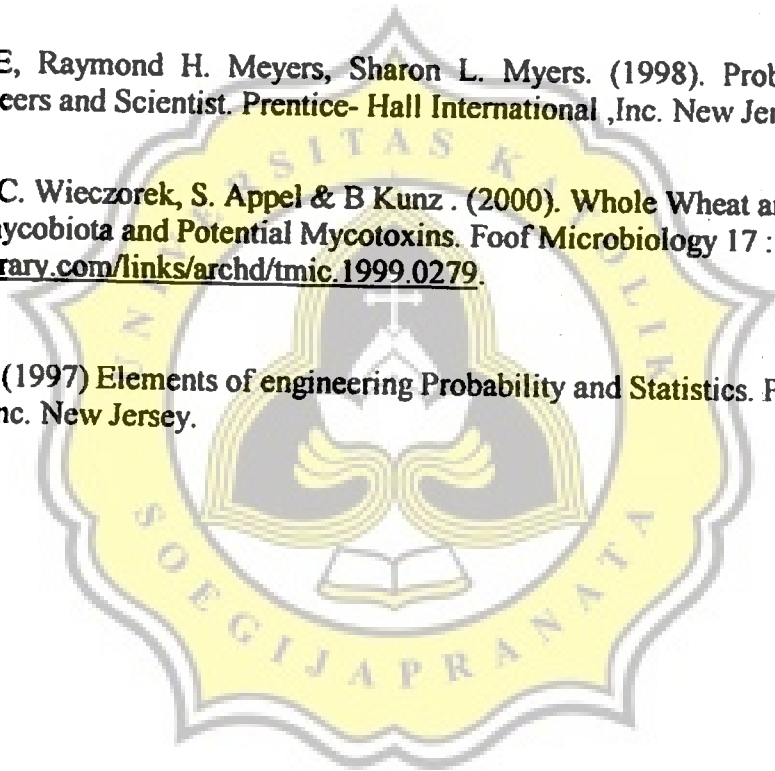 E, Raymond H. Meyers, Sharon L. Myers. (1998). Prob
eers and Scientist. Prentice- Hall International ,Inc. New Jer
C. Wieczorek, S. Appel & B Kunz . (2000). Whole Wheat a
ycobiota and Potential Mycotoxins. Foof Microbiology 17 :
rary.com/links/archd/tmic.1999.0279.
(1997) Elements of engineering Probability and Statistics. P
nc. New Jersey.
UNIVERSITAS KATOLIK
SOEGIJAPRANATA